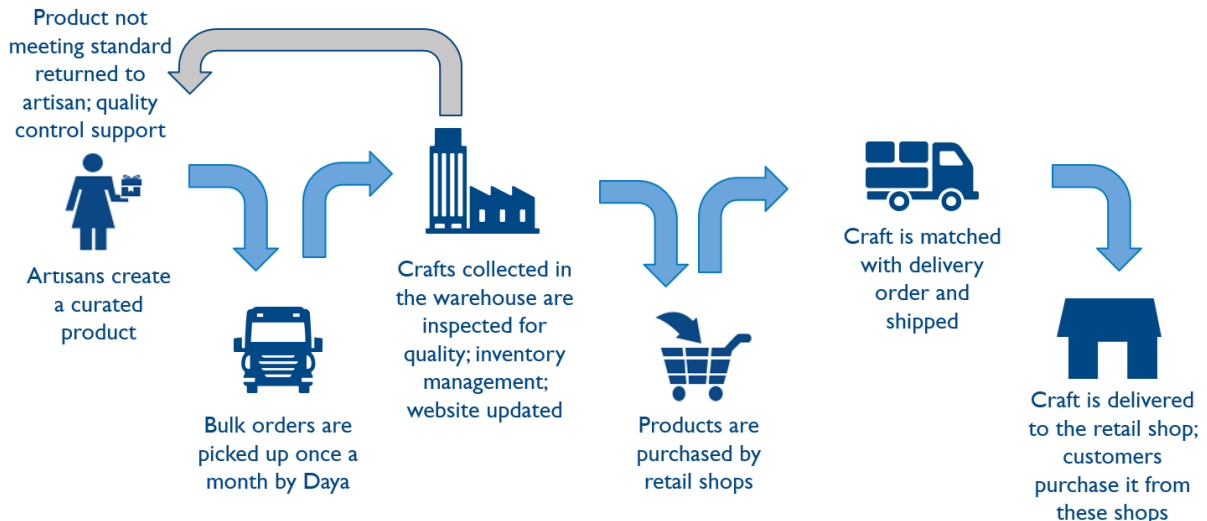 Product not
meeting standard
returned to
artisan; quality
control support
Artisans create
a curated
product
Bulk orders are
picked up once a
month by Daya
Crafts collected in
the warehouse are
inspected for
quality; inventory
management;
website updated
Products are
purchased by
retail shops
Craft is matched
with delivery
order and
shipped
Craft is delivered
to the retail shop;
customers
purchase it from
these shops